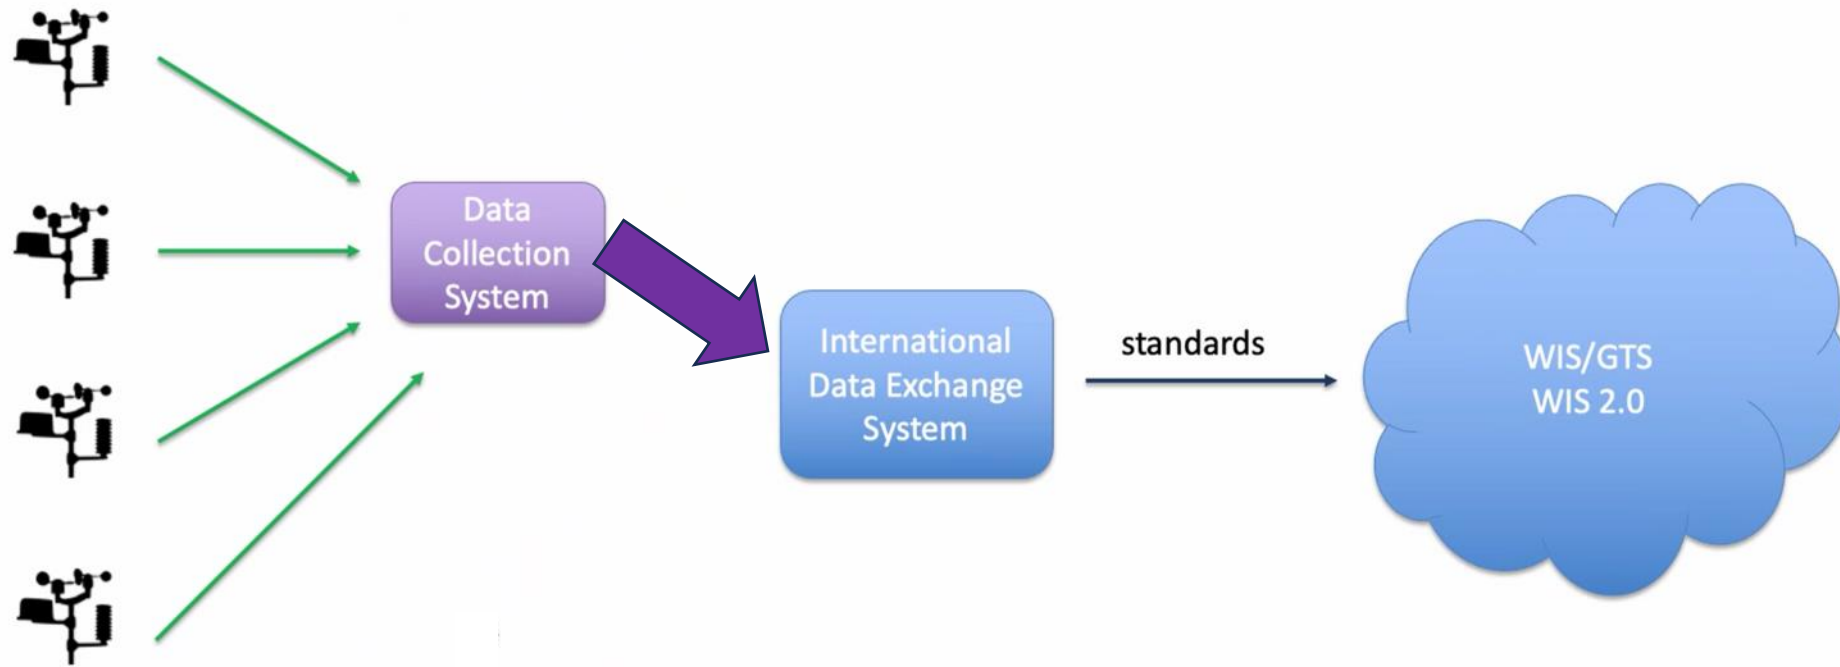 Data
Collection
System
International
Data Exchange
System
standards
WIS/GTS
WIS 2.0